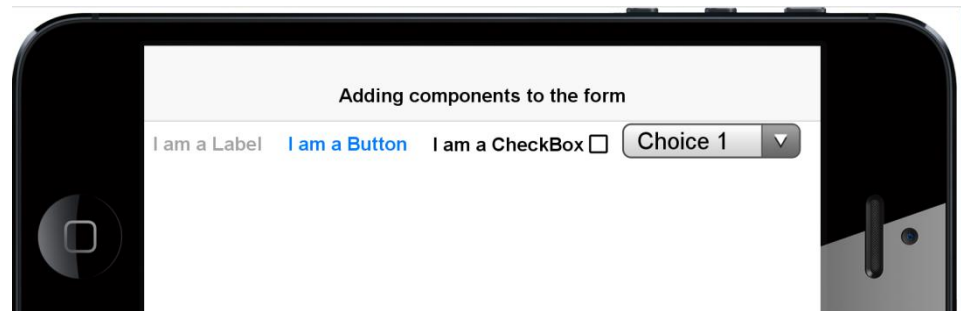 Adding components to the form
I am a Label I am a Button I am a CheckBox Choice 1